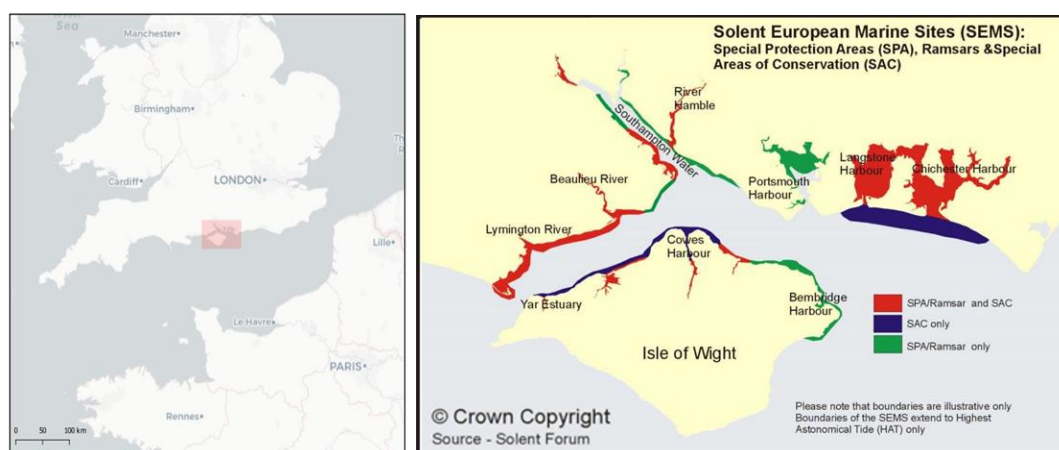 Manchester
Birmingham
Cardiff
LONDON
Lille
Le Havre
PARIS
Rennes
0 50 100 km
Solent European Marine Sites (SEMS):
Special Protection Areas (SPA), Ramsars &Special
Areas of Conservation (SAC)
River
Hamble
Southampton Water
Beaulieu River
Portsmouth
Harbour
Langstone
Harbour
Chichester Harbour
Lymington River
Cowes
Harbour
Yar Estuary
Bembridge
Harbour
Isle of Wight
SPA/Ramsar and SAC
SAC only
SPA/Ramsar only
© Crown Copyright
Source - Solent Forum
Please note that boundaries are illustrative only
Boundaries of the SEMS extend to Highest
Astonomical Tide (HAT) only